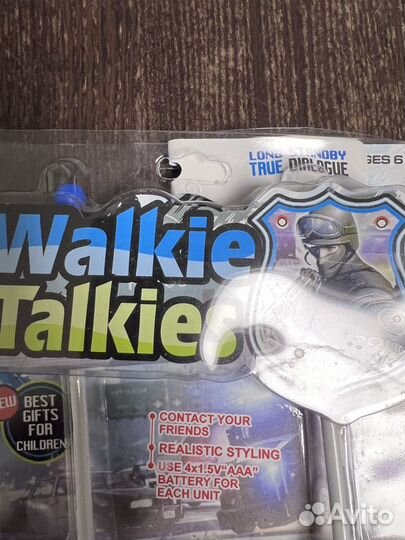 LONG STANDBY
TRUE DIALOGUE
GES 6
Walkie
Talkies
BEST
GIFTS
FOR
CHILDREN
CONTACT YOUR
FRIENDS
REALISTIC STYLING
USE 4x1.5V "AAA"
BATTERY FOR
EACH UNIT
Avito